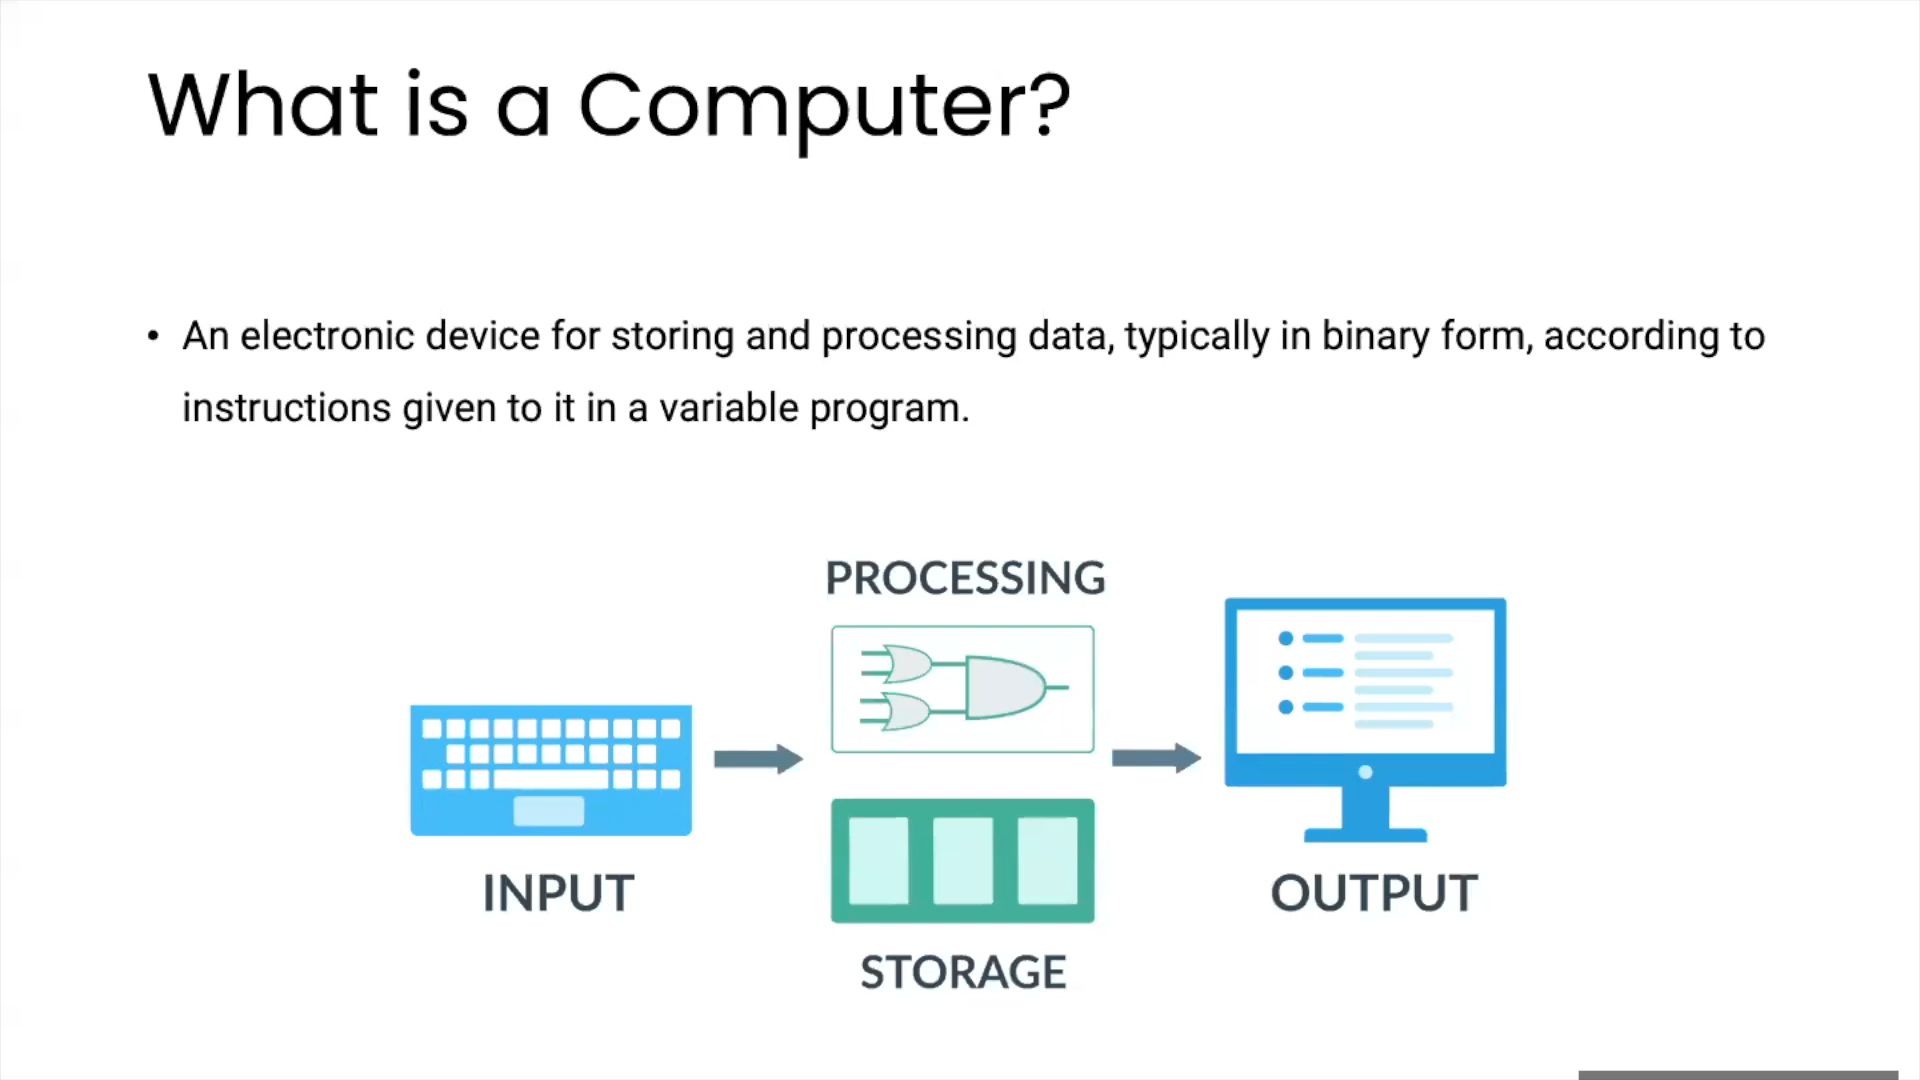 What is a Computer?
• An electronic device for storing and processing data, typically in binary form, according to
instructions given to it in a variable program.
PROCESSING
INPUT
OUTPUT
STORAGE